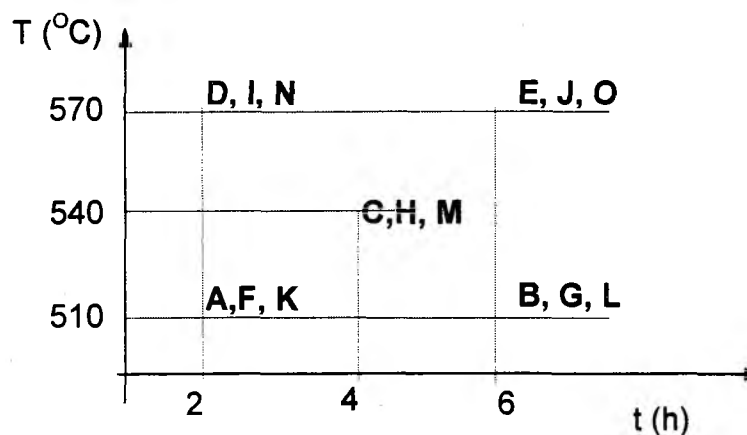 T (°C)
570 D, I, N E, J, O
540 C,H, M
510 A,F, K B, G, L
2 4 6
t (h)